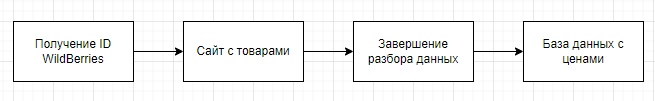 Получение ID
WildBerries
Сайт с товарами
Завершение
разбора данных
База данных с
ценами